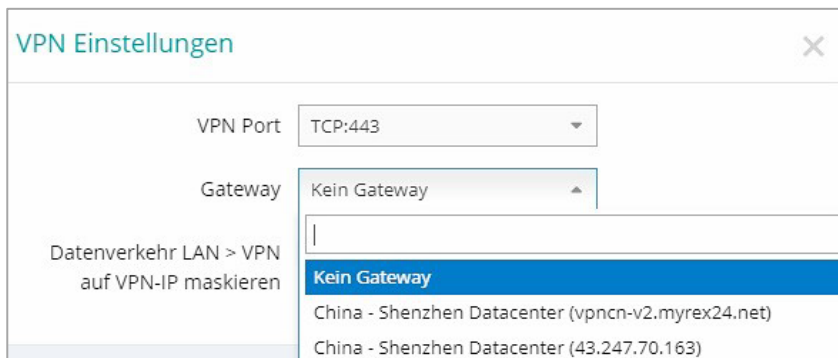 VPN Einstellungen
VPN Port TCP:443
Gateway Kein Gateway
Datenverkehr LAN > VPN
auf VPN-IP maskieren
Kein Gateway
China - Shenzhen Datacenter (vpncn-v2.myrex24.net)
China - Shenzhen Datacenter (43.247.70.163)